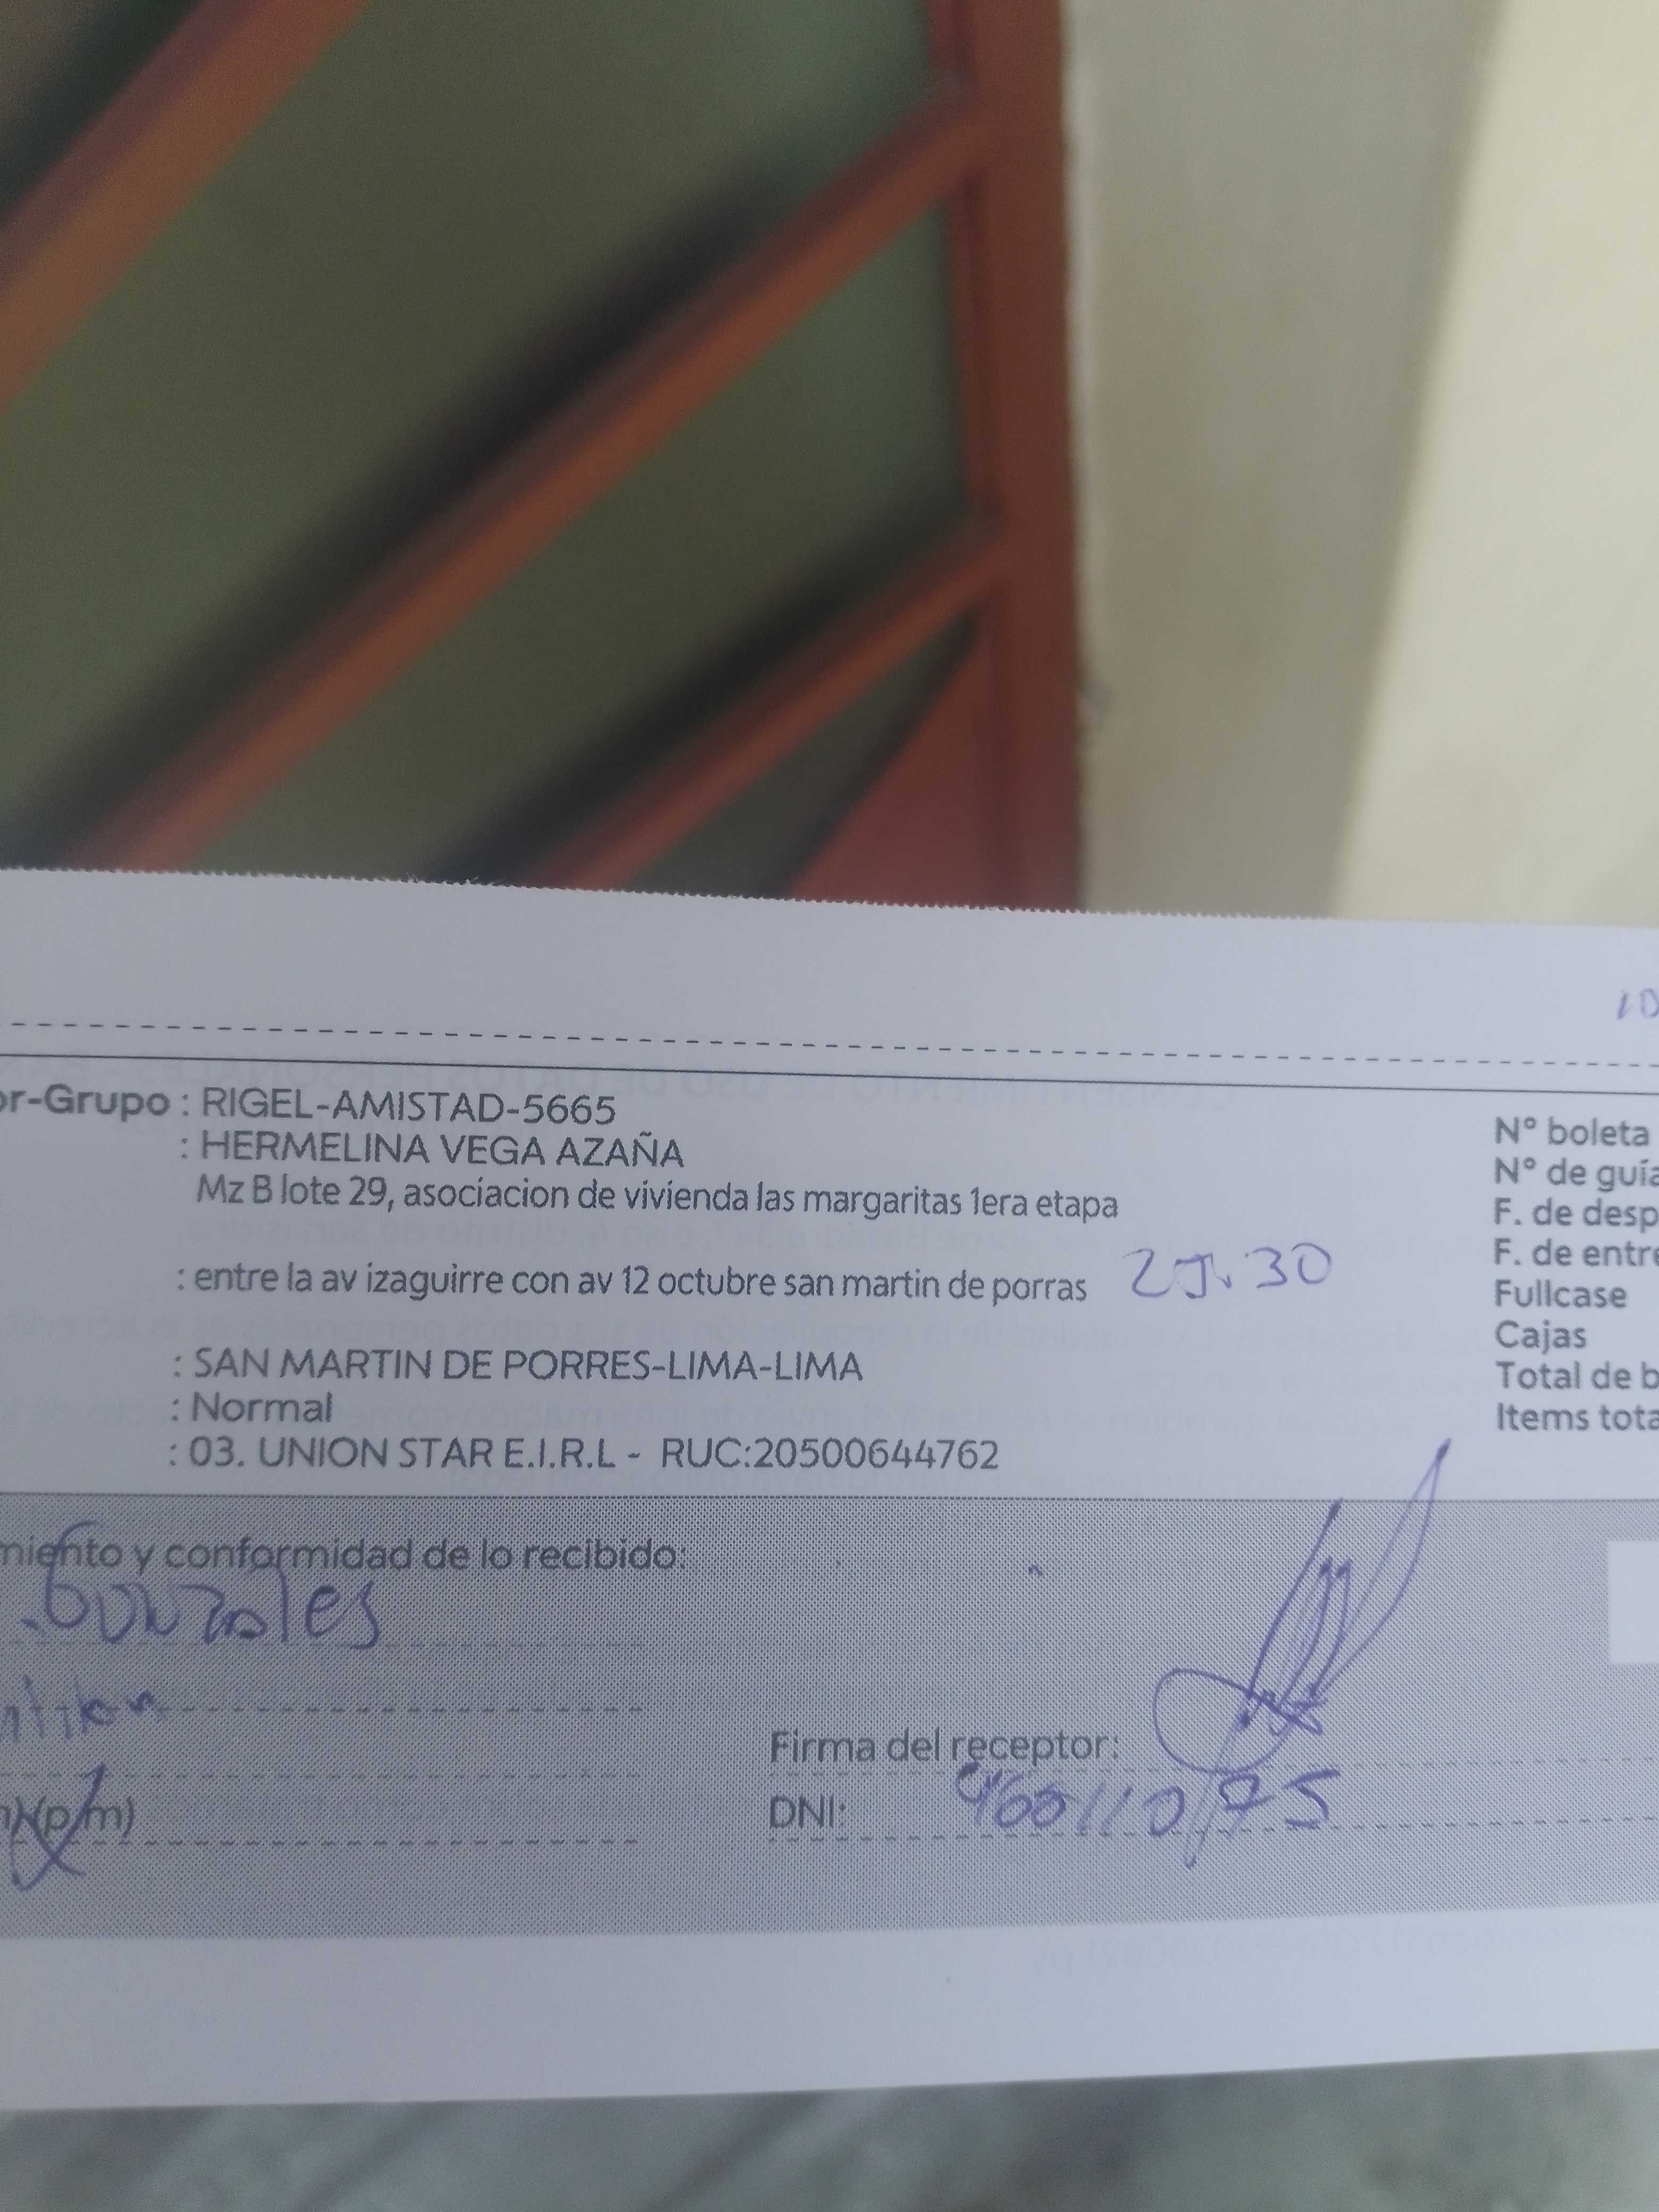 10
or-Grupo : RIGEL-AMISTAD-5665
: HERMELINA VEGA AZAÑA
Mz B lote 29, asociacion de vivienda las margaritas 1era etapa
: entre la av izaguirre con av 12 octubre san martin de porras
: SAN MARTIN DE PORRES-LIMA-LIMA
: Normal
: 03. UNION STAR E.I.R.L - RUC:20500644762
N° boleta
N° de guía
F. de desp
F. de entre
Fullcase
Cajas
Total de b
Items tota
miento y conformidad de lo recibido:
Gonzales
Firma del receptor:
(p/m)
DNI: